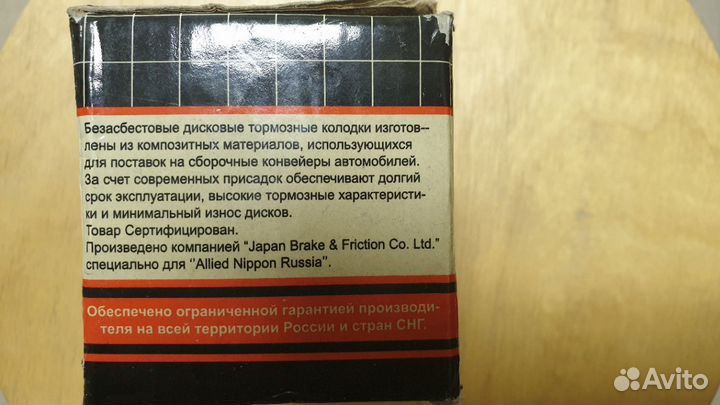 Безасбестовые дисковые тормозные колодки изготов--
лены из композитных материалов, использующихся
для поставок на сборочные конвейеры автомобилей.
За счет современных присадок обеспечивают долгий
срок эксплуатации, высокие тормозные характеристи-
ки и минимальный износ дисков.
Товар Сертифицирован.
Произведено компанией "Japan Brake & Friction Co. Ltd."
специально для "Allied Nippon Russia".
Обеспечено ограниченной гарантией производи-
теля на всей территории России и стран СНГ.
Avito